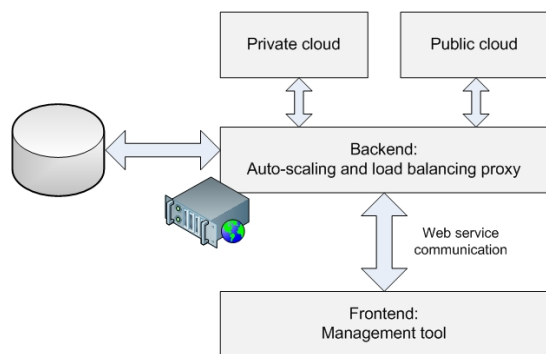 Private cloud
Public cloud
Backend:
Auto-scaling and load balancing proxy
Web service
communication
Frontend:
Management tool